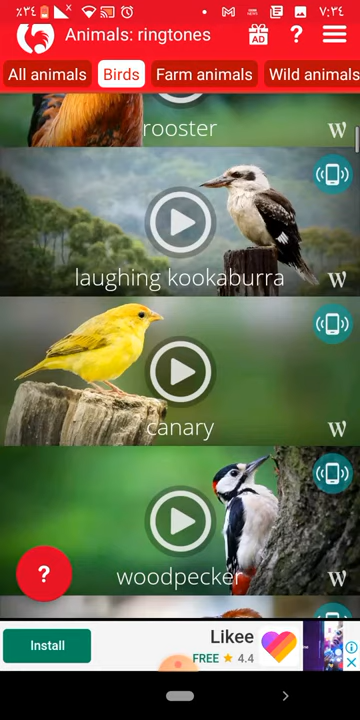 ٪٣٤
٧:٣٤
Animals: ringtones
AD
?
All animals
Birds
Farm animals
Wild animals
rooster
W
laughing kookaburra
W
canary
W
woodpecker
W
?
Install
Likee
FREE ★ 4.4